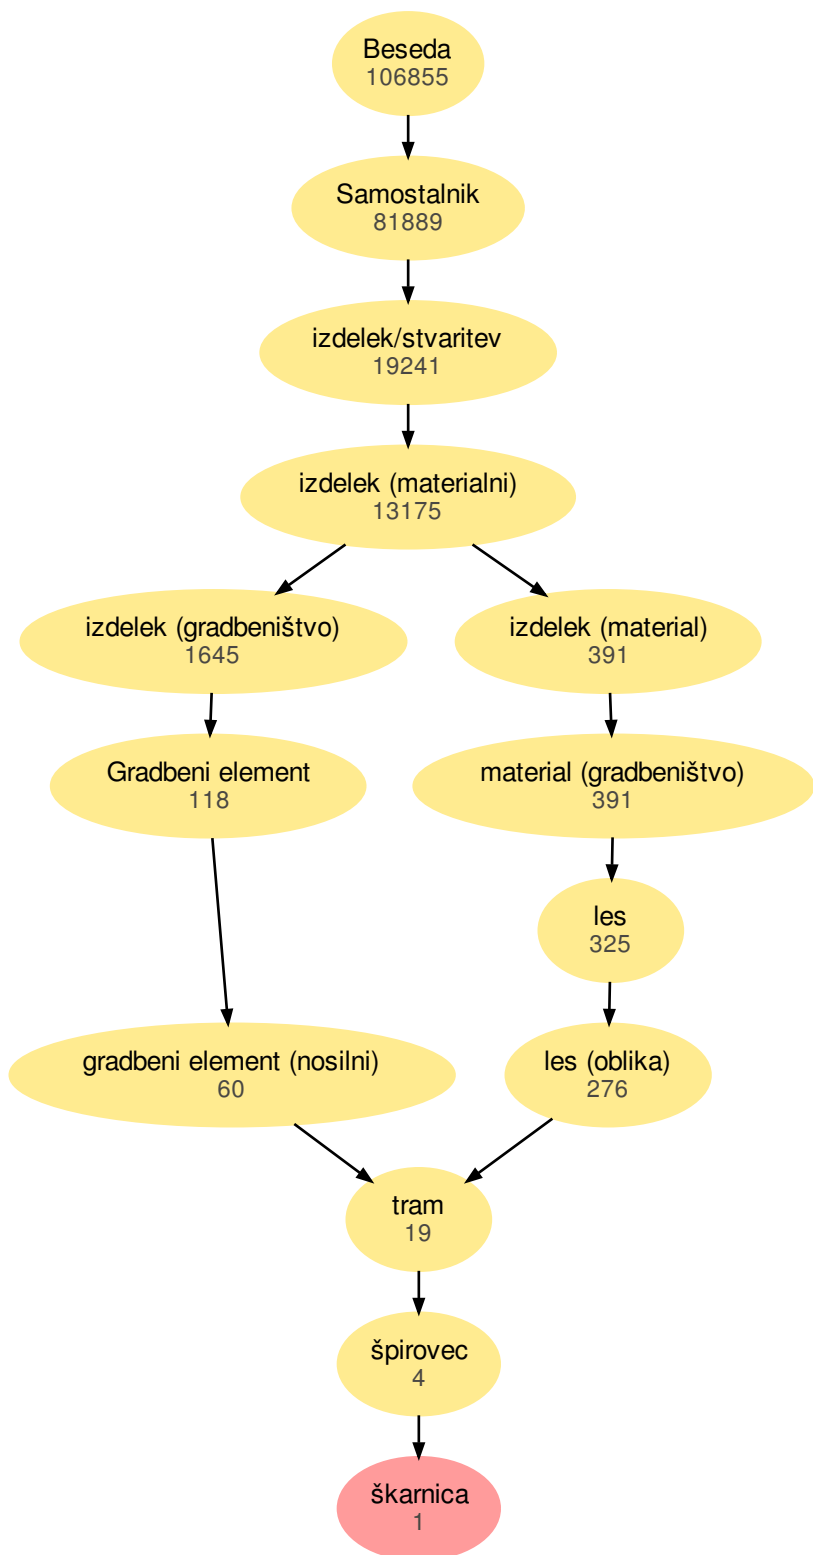 Beseda
106855
Samostalnik
81889
izdelek/stvaritev
19241
izdelek (materialni)
13175
izdelek (gradbeništvo)
1645
izdelek (material)
391
Gradbeni element
118
material (gradbeništvo)
391
les
325
gradbeni element (nosilni)
60
les (oblika)
276
tram
19
špirovec
4
škarnica
1